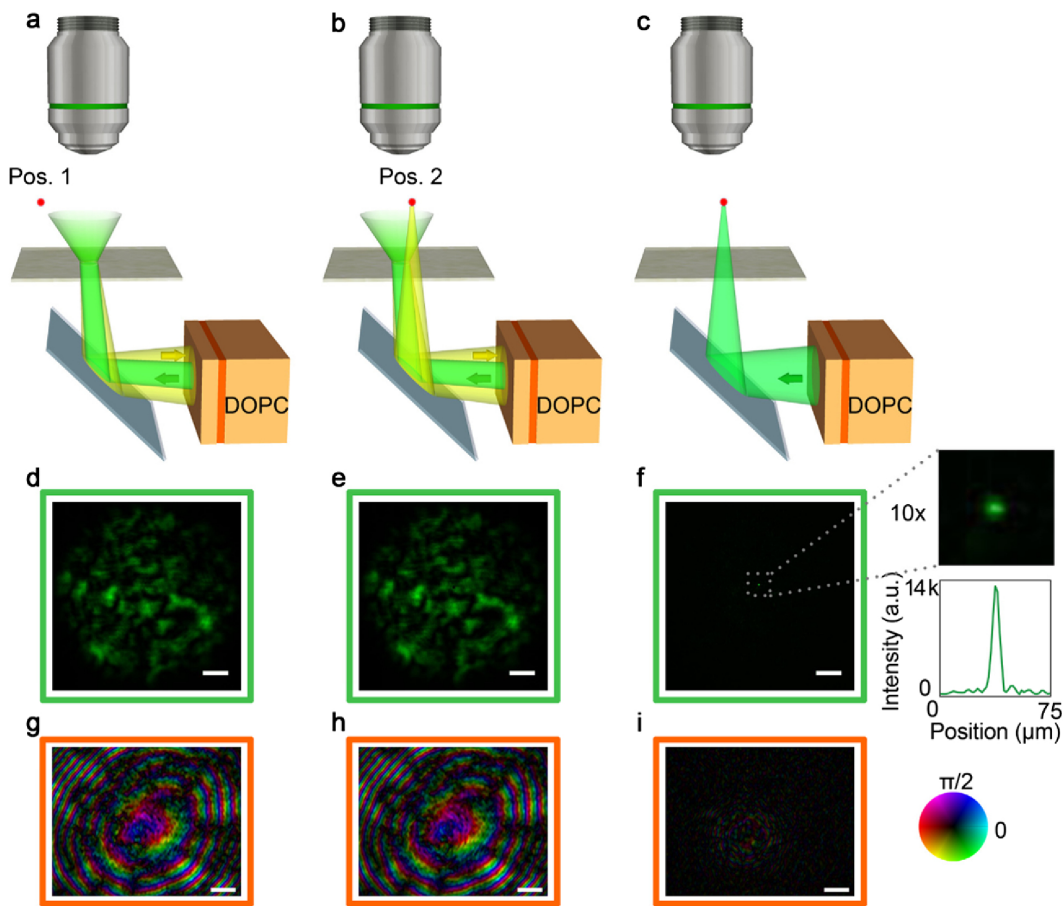 a
b
c
Pos. 1
Pos. 2
DOPC
DOPC
DOPC
d
e
f
10x
14k
Intensity (a.u.)
0
0
75
Position (µm)
g
h
i
π/2
0